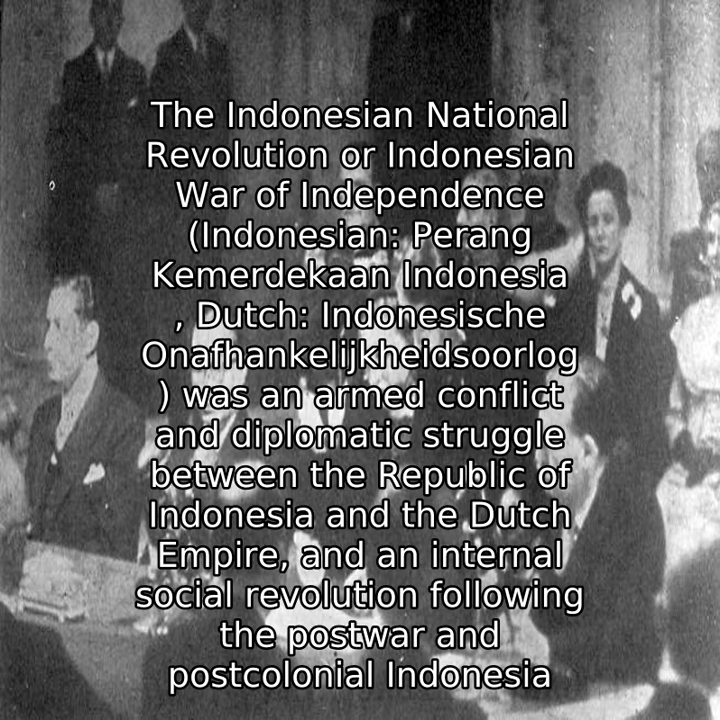 The Indonesian National
Revolution or Indonesian
War of Independence
(Indonesian: Perang
Kemerdekaan Indonesia
, Dutch: Indonesische
Onafhankelijkheidsoorlog
) was an armed conflict
and diplomatic struggle
between the Republic of
Indonesia and the Dutch
Empire, and an internal
social revolution following
the postwar and
postcolonial Indonesia